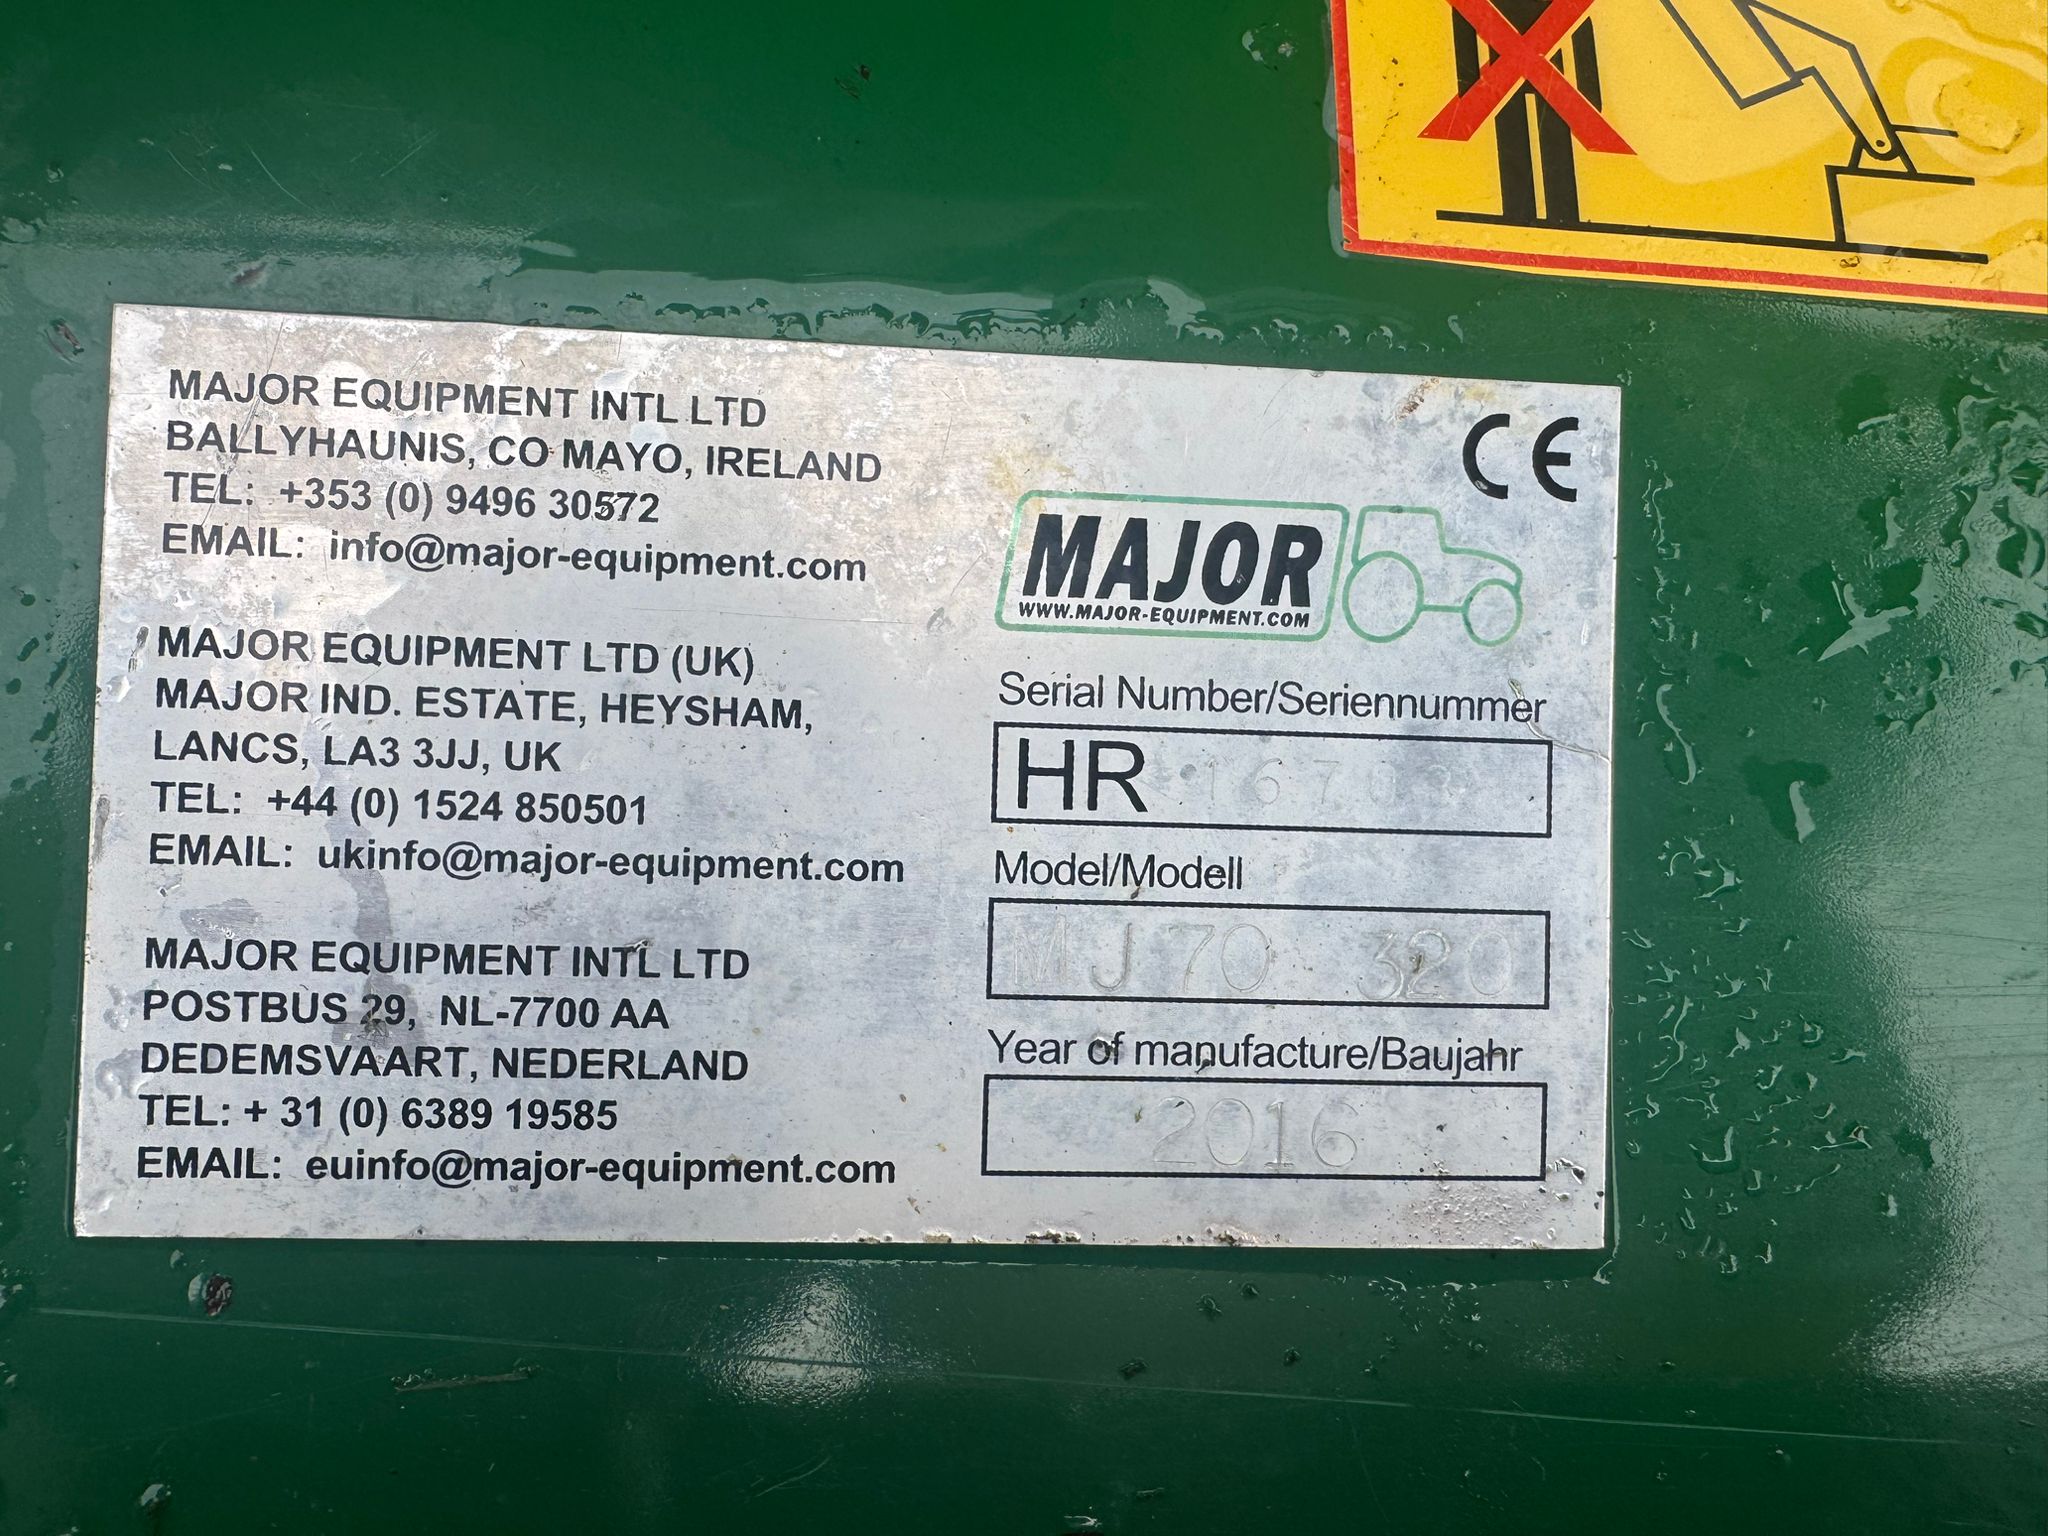 MAJOR EQUIPMENT INTL LTD
BALLYHAUNIS, CO MAYO, IRELAND
TEL: +353 (0) 9496 30572
EMAIL: info@major-equipment.com
MAJOR EQUIPMENT LTD (UK)
MAJOR IND. ESTATE, HEYSHAM,
LANCS, LA3 3JJ, UK
TEL: +44 (0) 1524 850501
EMAIL: ukinfo@major-equipment.com
MAJOR EQUIPMENT INTL LTD
POSTBUS 29, NL-7700 AA
DEDEMSVAART, NEDERLAND
TEL: + 31 (0) 6389 19585
EMAIL: euinfo@major-equipment.com
CE
MAJOR
WWW.MAJOR-EQUIPMENT.COM
Serial Number/Seriennummer
HR
Model/Modell
MJ70 320
Year of manufacture/Baujahr
2016